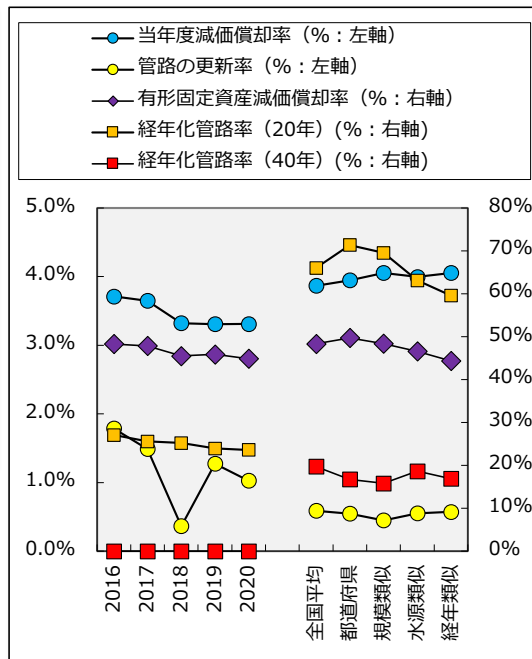 当年度減価償却率（%：左軸）
管路の更新率（%：左軸）
有形固定資産減価償却率（%：右軸）
経年化管路率（20年）(%：右軸)
経年化管路率（40年）(%：右軸)
5.0%
4.0%
3.0%
2.0%
1.0%
0.0%
80%
70%
60%
50%
40%
30%
20%
10%
0%
2016
2017
2018
2019
2020
全国平均
都道府県
規模類似
水源類似
経年類似